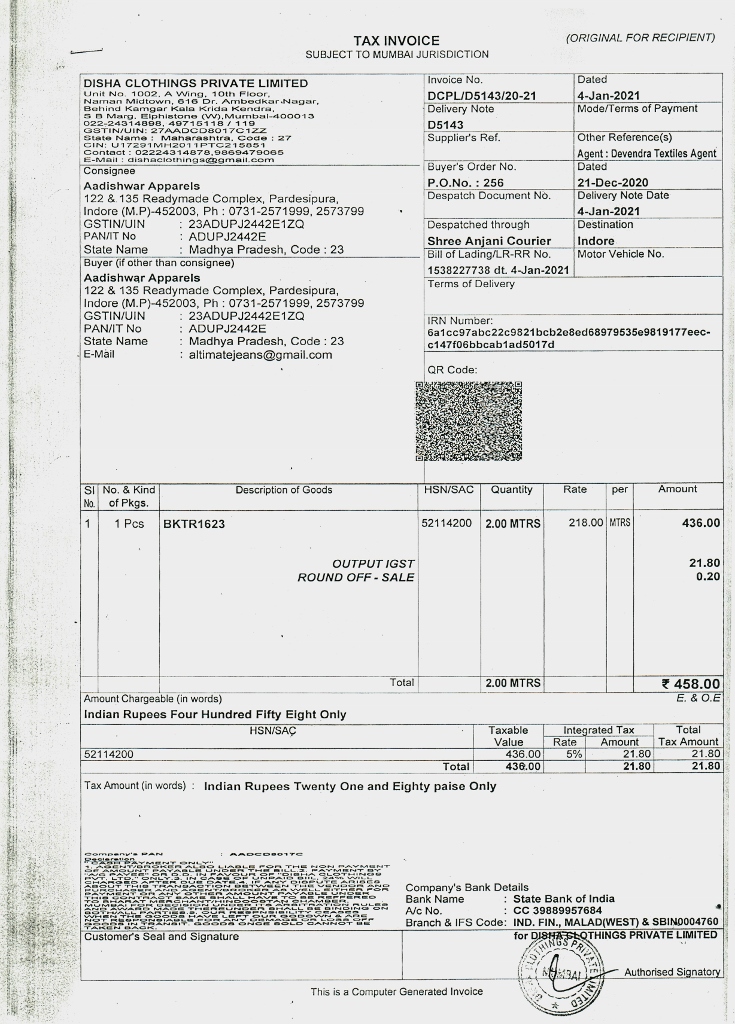 TAX INVOICE
(ORIGINAL FOR RECIPIENT)
SUBJECT TO MUMBAI JURISDICTION
DISHA CLOTHINGS PRIVATE LIMITED
Unit No. 1002, A Wing, 10th Floor,
Naman Midtown, 616 Dr. Ambedkar Nagar,
Behind Kamgar Kala Krida Kendra,
S B Marg. Elphistone (W),Mumbai-400013
022-24314898, 49715118 / 119
GSTIN/UIN: 27AADCD8017C1ZZ
State Name : Maharashtra, Code : 27
CIN: U17291MH2011PTC215851
Contact : 02224314878,9869479065
E-Mail : dishaclothings@gmail.com
Invoice No.
DCPL/D5143/20-21
Dated
4-Jan-2021
Delivery Note
D5143
Mode/Terms of Payment
Supplier's Ref.
Other Reference(s)
Agent : Devendra Textiles Agent
Buyer's Order No.
P.O.No. : 256
Dated
21-Dec-2020
Despatch Document No.
Delivery Note Date
4-Jan-2021
Despatched through
Shree Anjani Courier
Destination
Indore
Bill of Lading/LR-RR No.
1538227738 dt. 4-Jan-2021
Motor Vehicle No.
Terms of Delivery
Consignee
Aadishwar Apparels
122 & 135 Readymade Complex, Pardesipura,
Indore (M.P)-452003, Ph : 0731-2571999, 2573799
GSTIN/UIN : 23ADUPJ2442E1ZQ
PAN/IT No : ADUPJ2442E
State Name : Madhya Pradesh, Code : 23
Buyer (if other than consignee)
Aadishwar Apparels
122 & 135 Readymade Complex, Pardesipura,
Indore (M.P)-452003, Ph : 0731-2571999, 2573799
GSTIN/UIN : 23ADUPJ2442E1ZQ
PAN/IT No : ADUPJ2442E
State Name : Madhya Pradesh, Code : 23
E-Mail : altimatejeans@gmail.com
IRN Number:
6a1cc97abc22c9821bcb2e8ed68979535e9819177eec-
c147f06bbcab1ad5017d
QR Code:
Sl No. No. & Kind of Pkgs. Description of Goods HSN/SAC Quantity Rate per Amount
1 1 Pcs BKTR1623 52114200 2.00 MTRS 218.00 MTRS 436.00
OUTPUT IGST 21.80
ROUND OFF - SALE 0.20
Total 2.00 MTRS ₹ 458.00
Amount Chargeable (in words) E. & O.E
Indian Rupees Four Hundred Fifty Eight Only
HSN/SAC Taxable Value Integrated Tax Rate Amount Total Tax Amount
52114200 436.00 5% 21.80 21.80
Total 436.00 21.80 21.80
Tax Amount (in words) : Indian Rupees Twenty One and Eighty paise Only
Company's PAN : AADCD8017C
Declaration
Company's Bank Details
Bank Name : State Bank of India
A/c No. : CC 39889957684
Branch & IFS Code: IND. FIN., MALAD(WEST) & SBIN0004760
Customer's Seal and Signature
for DISHA CLOTHINGS PRIVATE LIMITED
MUMBAI
Authorised Signatory
This is a Computer Generated Invoice